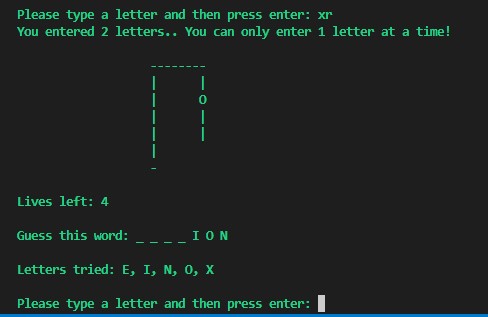 Please type a letter and then press enter: xr
You entered 2 letters.. You can only enter 1 letter at a time!
--------
|      |
|      O
|      |
|      |
|
-
Lives left: 4
Guess this word: _ _ _ _ I O N
Letters tried: E, I, N, O, X
Please type a letter and then press enter: